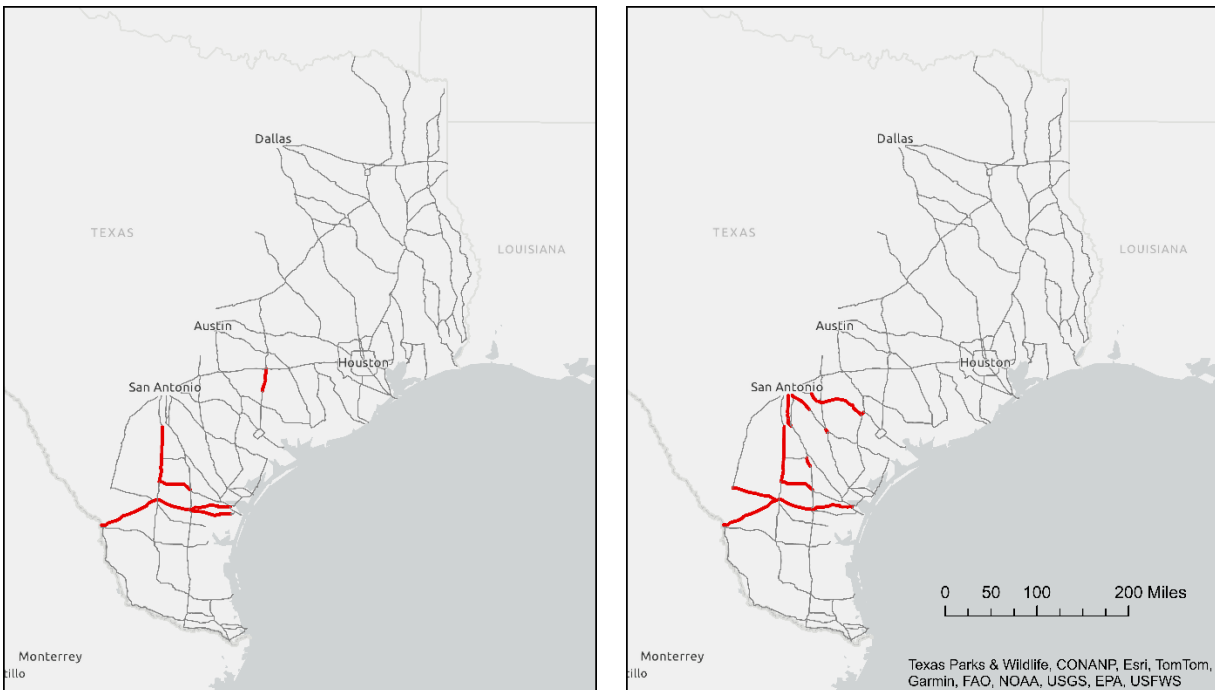 Dallas
TEXAS
LOUISIANA
Austin
Houston
San Antonio
Monterrey
tillo
Dallas
TEXAS
LOUISIANA
Austin
Houston
San Antonio
0 50 100 200 Miles
Monterrey
tillo
Texas Parks & Wildlife, CONANP, Esri, TomTom,
Garmin, FAO, NOAA, USGS, EPA, USFWS